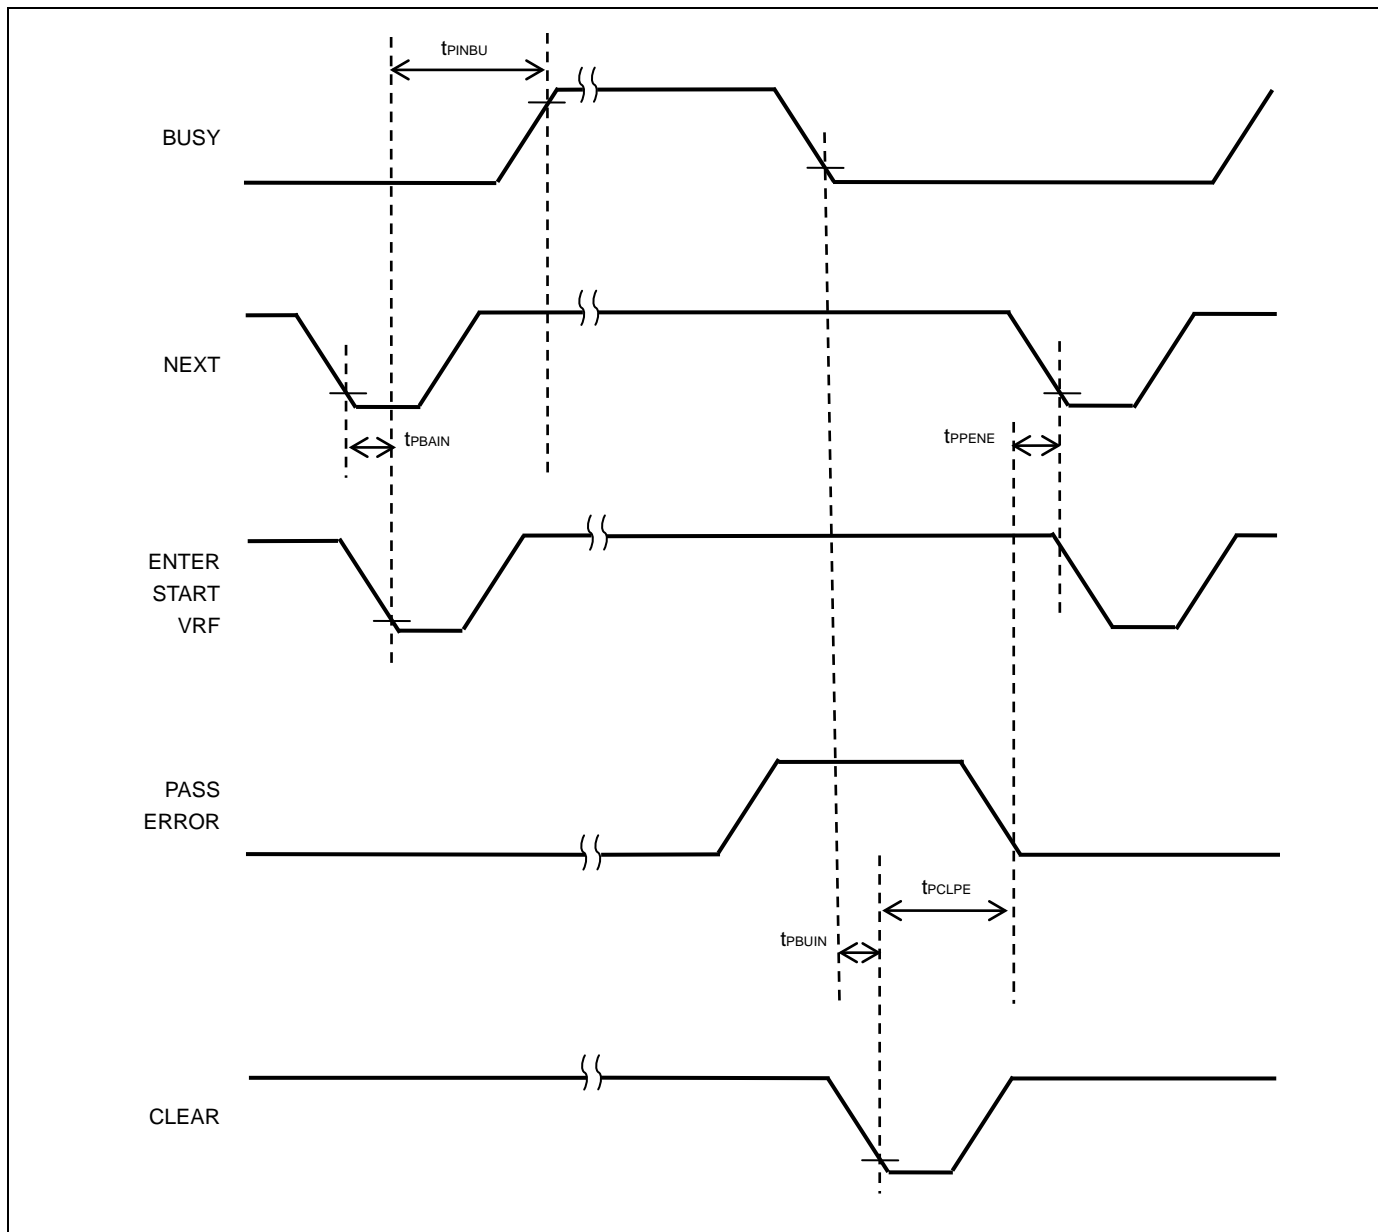 tPINBU
BUSY
NEXT
tPBAIN
tPPENE
ENTER
START
VRF
PASS
ERROR
tPCLPE
tPBUIN
CLEAR